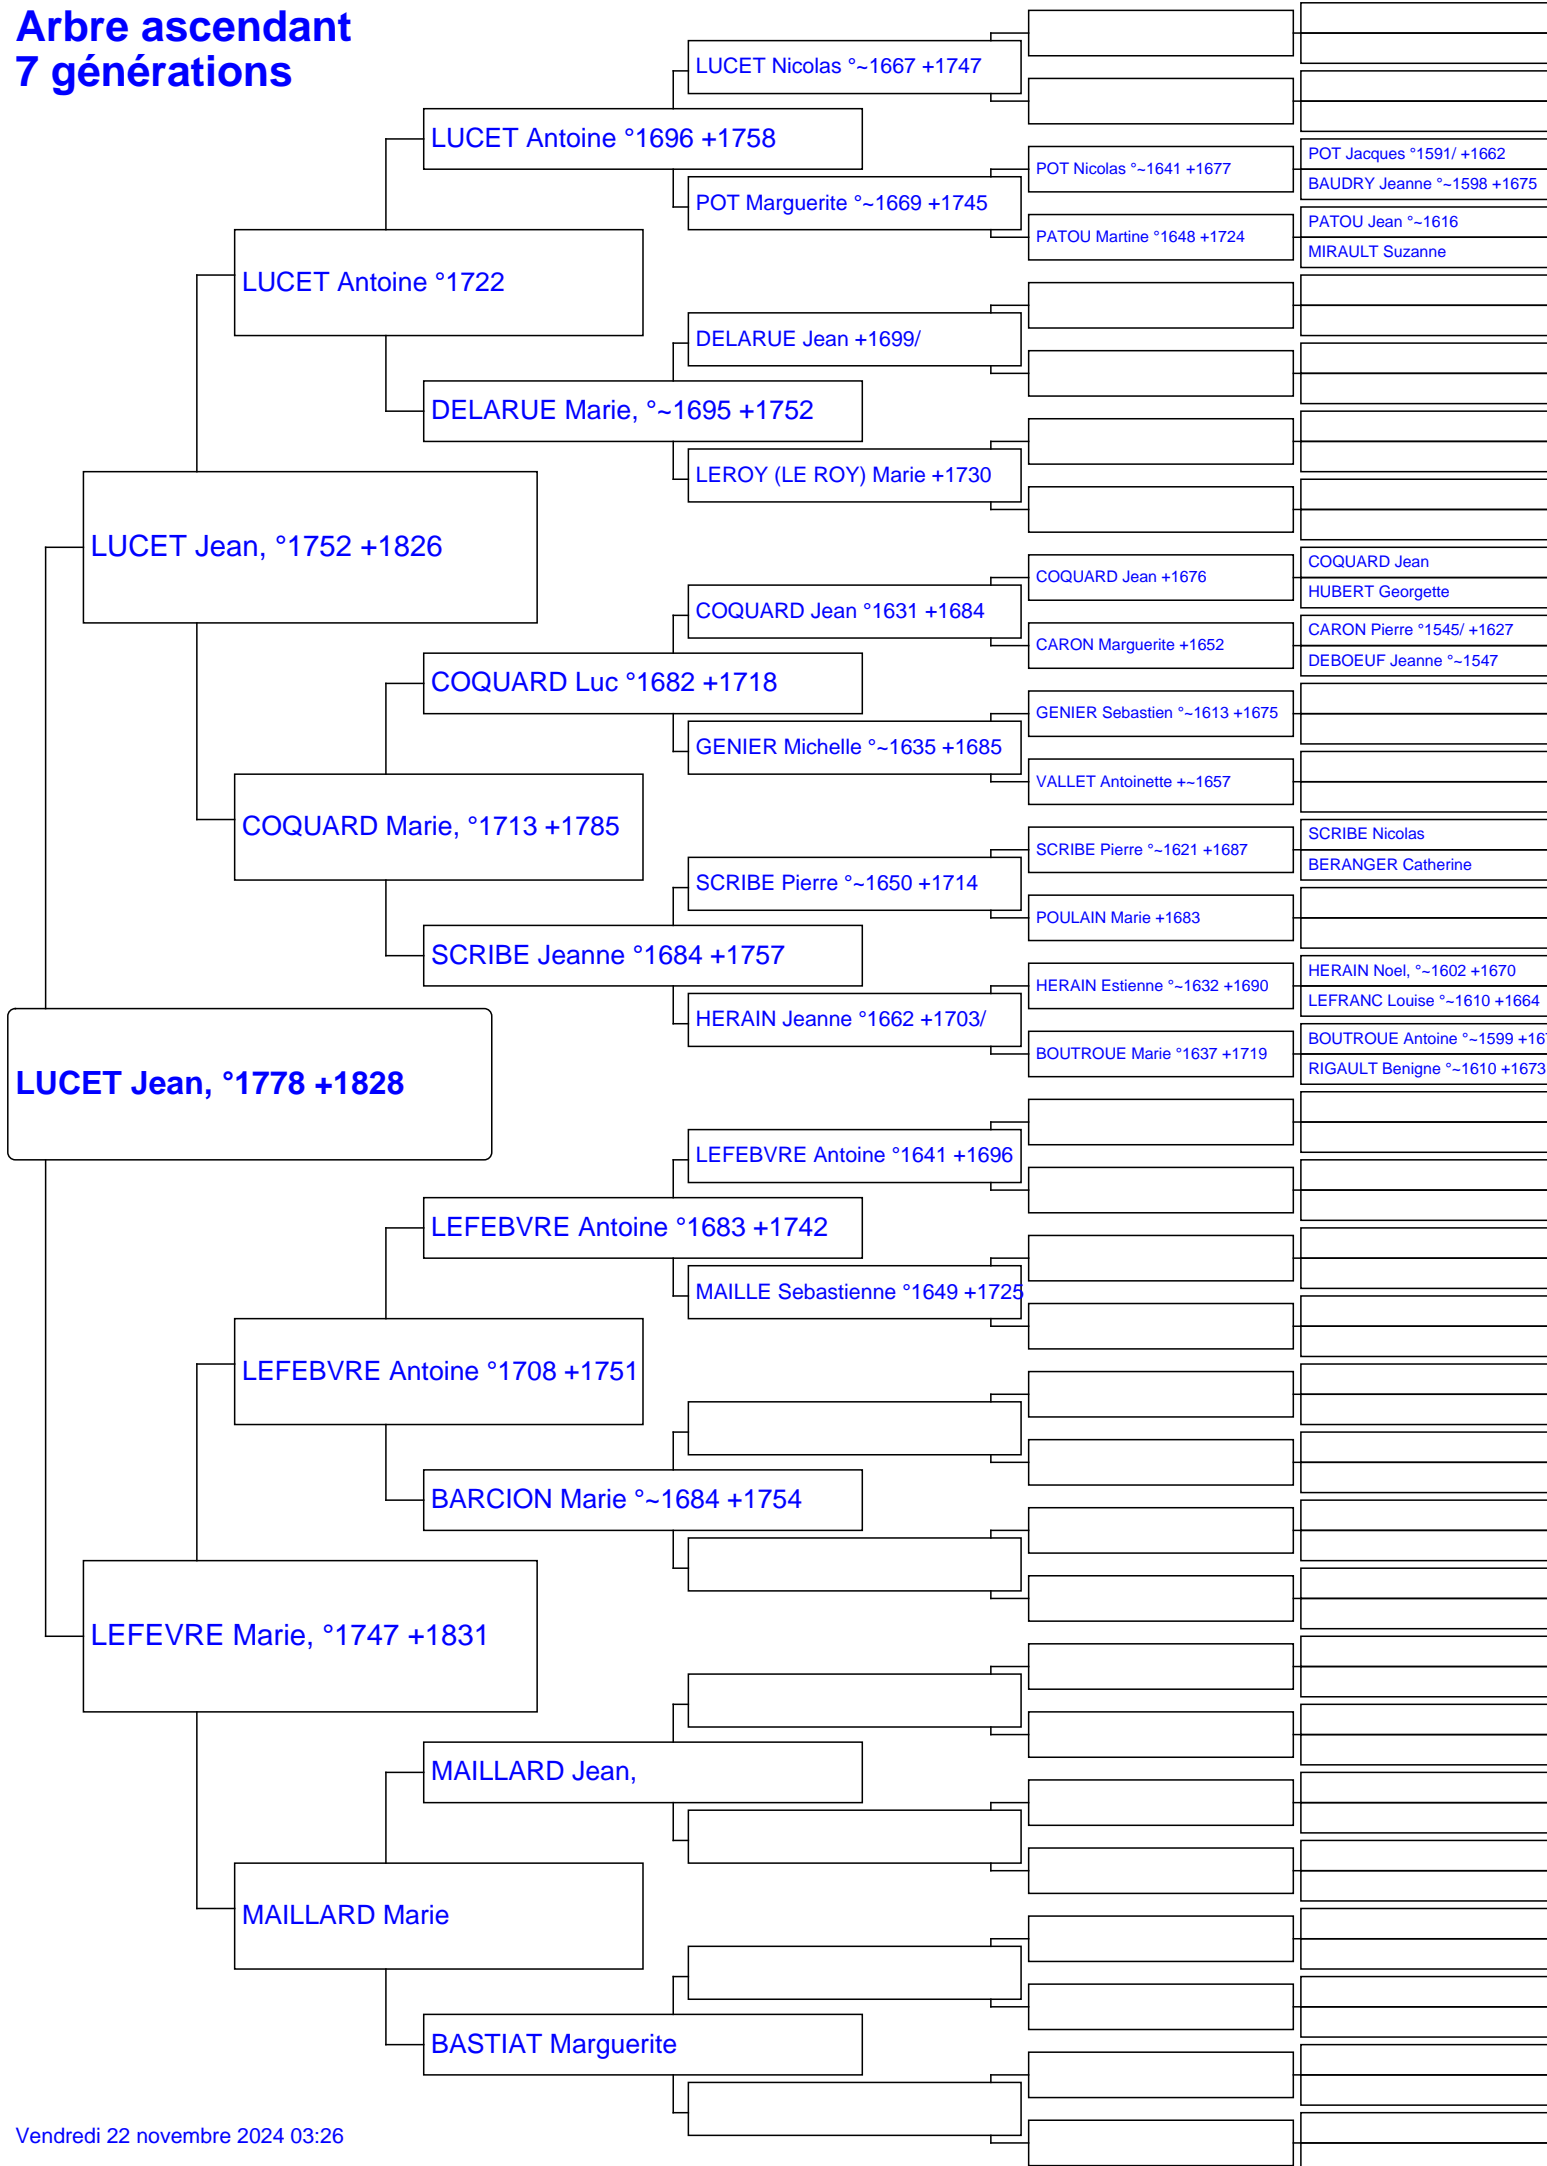 Arbre ascendant
7 générations
LUCET Nicolas °~1667 +1747
LUCET Antoine °1696 +1758
POT Jacques °1591/ +1662
POT Nicolas °~1641 +1677
BAUDRY Jeanne °~1598 +1675
POT Marguerite °~1669 +1745
PATOU Jean °~1616
PATOU Martine °1648 +1724
MIRAULT Suzanne
LUCET Antoine °1722
DELARUE Jean +1699/
DELARUE Marie, °~1695 +1752
LEROY (LE ROY) Marie +1730
LUCET Jean, °1752 +1826
COQUARD Jean
COQUARD Jean +1676
HUBERT Georgette
COQUARD Jean °1631 +1684
CARON Pierre °1545/ +1627
CARON Marguerite +1652
DEBOEUF Jeanne °~1547
COQUARD Luc °1682 +1718
GENIER Sebastien °~1613 +1675
GENIER Michelle °~1635 +1685
VALLET Antoinette +~1657
COQUARD Marie, °1713 +1785
SCRIBE Nicolas
SCRIBE Pierre °~1621 +1687
BERANGER Catherine
SCRIBE Pierre °~1650 +1714
POULAIN Marie +1683
SCRIBE Jeanne °1684 +1757
HERAIN Noel, °~1602 +1670
HERAIN Estienne °~1632 +1690
LEFRANC Louise °~1610 +1664
HERAIN Jeanne °1662 +1703/
BOUTROUE Antoine °~1599
BOUTROUE Marie °1637 +1719
RIGAULT Benigne °~1610 +1673
LUCET Jean, °1778 +1828
LEFEBVRE Antoine °1641 +1696
LEFEBVRE Antoine °1683 +1742
MAILLE Sebastienne °1649 +1725
LEFEBVRE Antoine °1708 +1751
BARCION Marie °~1684 +1754
LEFEVRE Marie, °1747 +1831
MAILLARD Jean,
MAILLARD Marie
BASTIAT Marguerite
Vendredi 22 novembre 2024 03:26